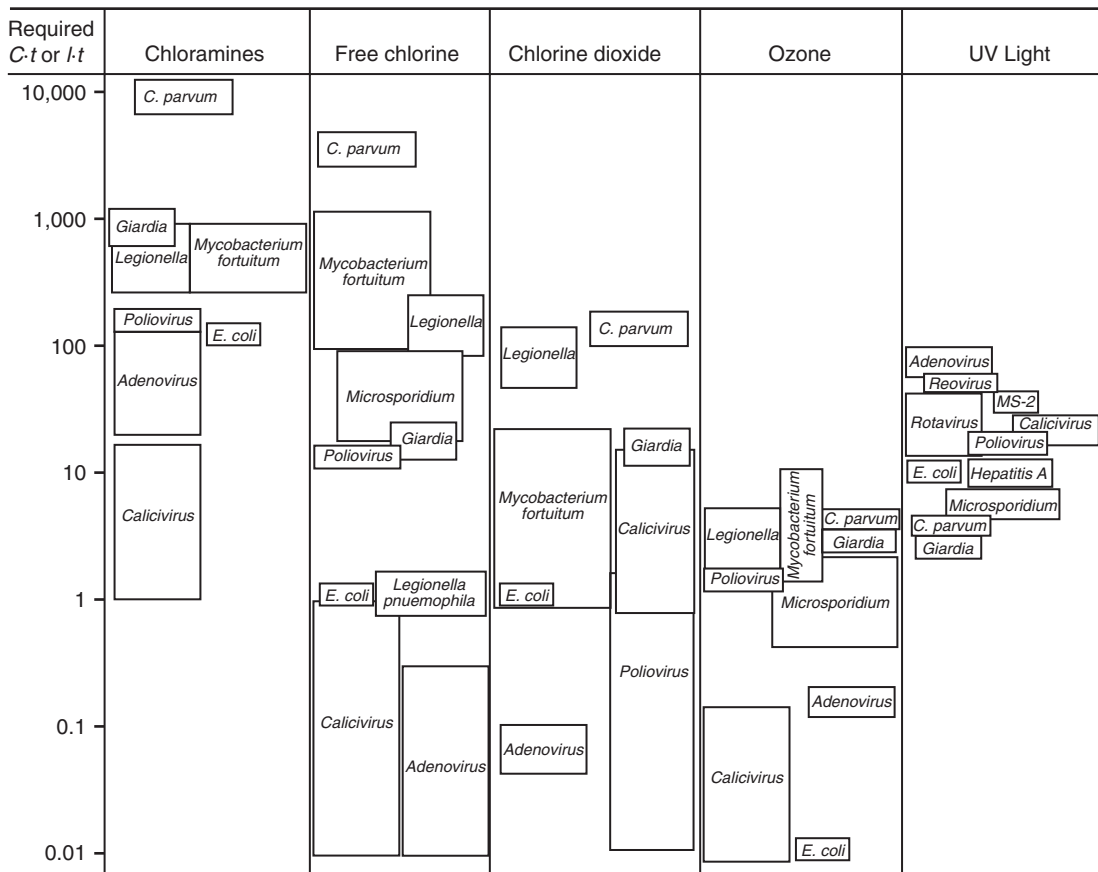 Required
C·t or I·t
Chloramines
Free chlorine
Chlorine dioxide
Ozone
UV Light
10,000
1,000
100
10
1
0.1
0.01
C. parvum
Giardia
Legionella
Mycobacterium
fortuitum
Poliovirus
E. coli
Adenovirus
Calicivirus
C. parvum
Mycobacterium
fortuitum
Legionella
Microsporidium
Giardia
Poliovirus
E. coli
Legionella
pnuemophila
Calicivirus
Adenovirus
C. parvum
Legionella
Giardia
Mycobacterium
fortuitum
Calicivirus
E. coli
Poliovirus
Adenovirus
Legionella
Mycobacterium
fortuitum
C. parvum
Giardia
Poliovirus
Microsporidium
Adenovirus
Calicivirus
E. coli
Adenovirus
Reovirus
MS-2
Rotavirus
Calicivirus
Poliovirus
E. coli
Hepatitis A
Microsporidium
C. parvum
Giardia